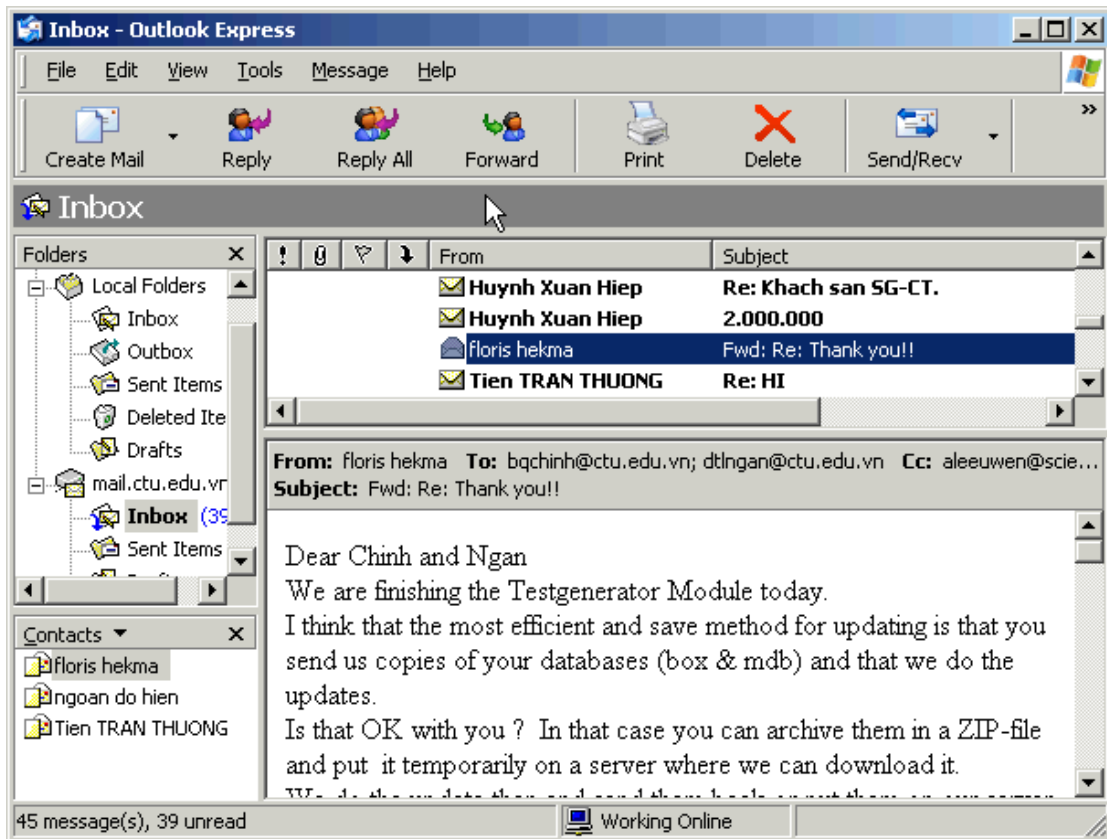 Inbox - Outlook Express
File Edit View Tools Message Help
Create Mail Reply Reply All Forward Print Delete Send/Recv »
Inbox
Folders
Local Folders
Inbox
Outbox
Sent Items
Deleted Ite
Drafts
mail.ctu.edu.vn
Inbox (39
Sent Items
Contacts
floris hekma
ngoan do hien
Tien TRAN THUONG
! From Subject
Huynh Xuan Hiep Re: Khach san SG-CT.
Huynh Xuan Hiep 2.000.000
floris hekma Fwd: Re: Thank you!!
Tien TRAN THUONG Re: HI
From: floris hekma To: bqchinh@ctu.edu.vn; dtlngan@ctu.edu.vn Cc: aleeuwen@scie...
Subject: Fwd: Re: Thank you!!
Dear Chinh and Ngan
We are finishing the Testgenerator Module today.
I think that the most efficient and save method for updating is that you
send us copies of your databases (box & mdb) and that we do the
updates.
Is that OK with you ? In that case you can archive them in a ZIP-file
and put it temporarily on a server where we can download it.
45 message(s), 39 unread
Working Online